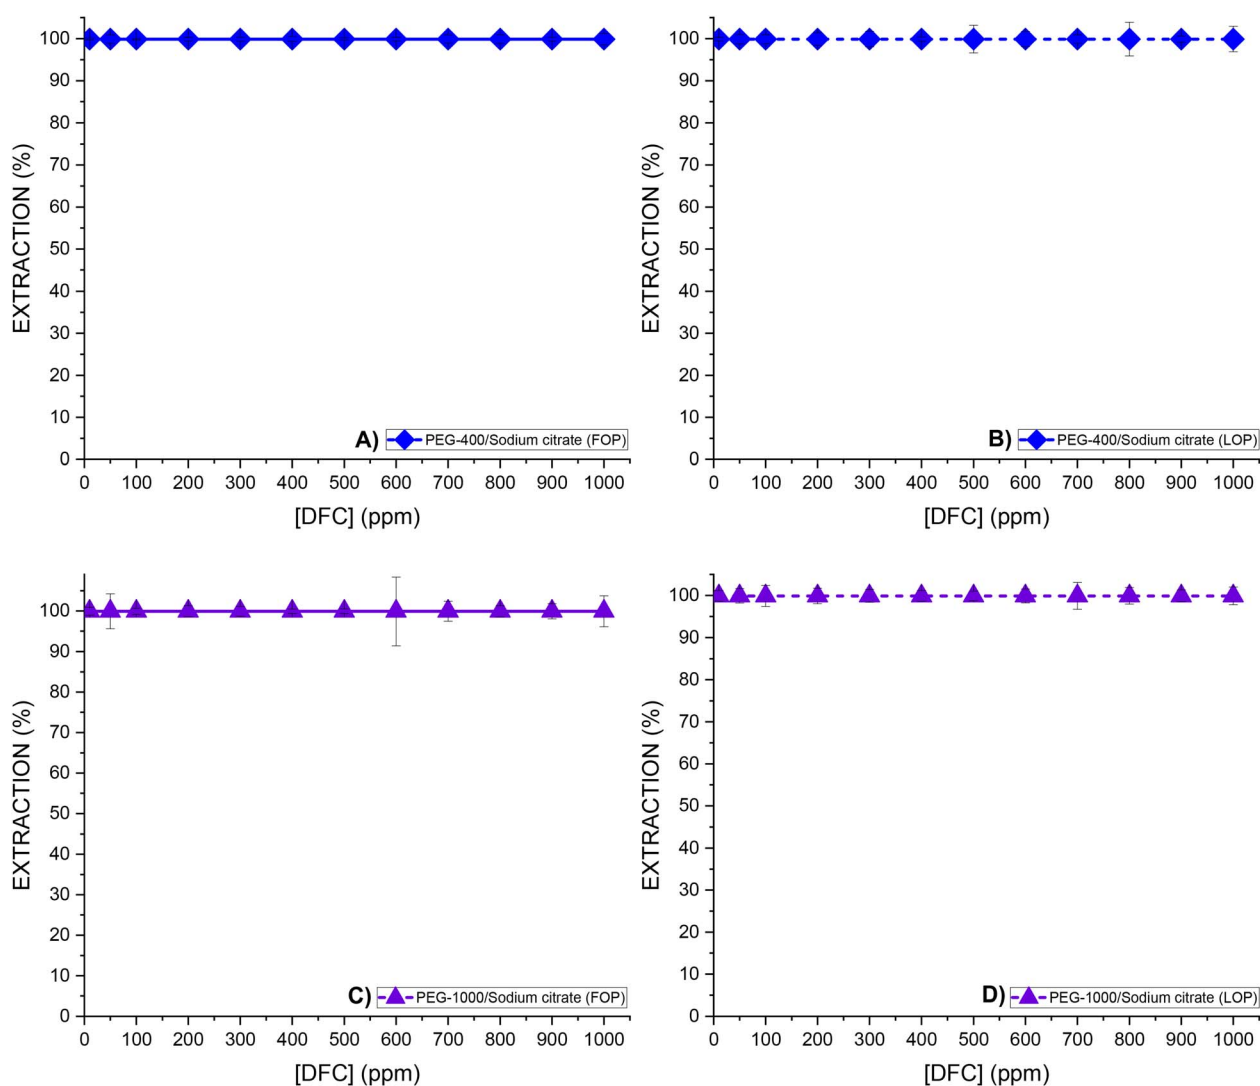 100
90
80
70
60
50
40
30
20
10
0
EXTRACTION (%)
A) PEG-400/Sodium citrate (FOP)
0 100 200 300 400 500 600 700 800 900 1000
[DFC] (ppm)
100
90
80
70
60
50
40
30
20
10
0
EXTRACTION (%)
B) PEG-400/Sodium citrate (LOP)
0 100 200 300 400 500 600 700 800 900 1000
[DFC] (ppm)
100
90
80
70
60
50
40
30
20
10
0
EXTRACTION (%)
C) PEG-1000/Sodium citrate (FOP)
0 100 200 300 400 500 600 700 800 900 1000
[DFC] (ppm)
100
90
80
70
60
50
40
30
20
10
0
EXTRACTION (%)
D) PEG-1000/Sodium citrate (LOP)
0 100 200 300 400 500 600 700 800 900 1000
[DFC] (ppm)